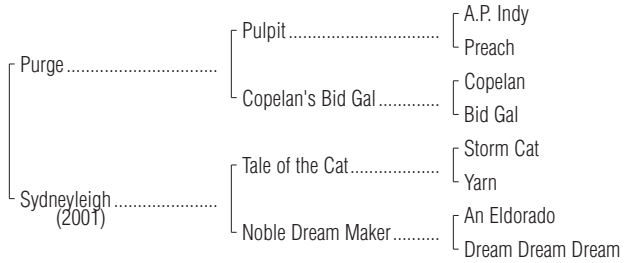 A.P. Indy
Pulpit
Preach
Purge
Copelan
Copelan's Bid Gal
Bid Gal
Storm Cat
Tale of the Cat
Yarn
Sydneyleigh
(2001)
An Eldorado
Noble Dream Maker
Dream Dream Dream